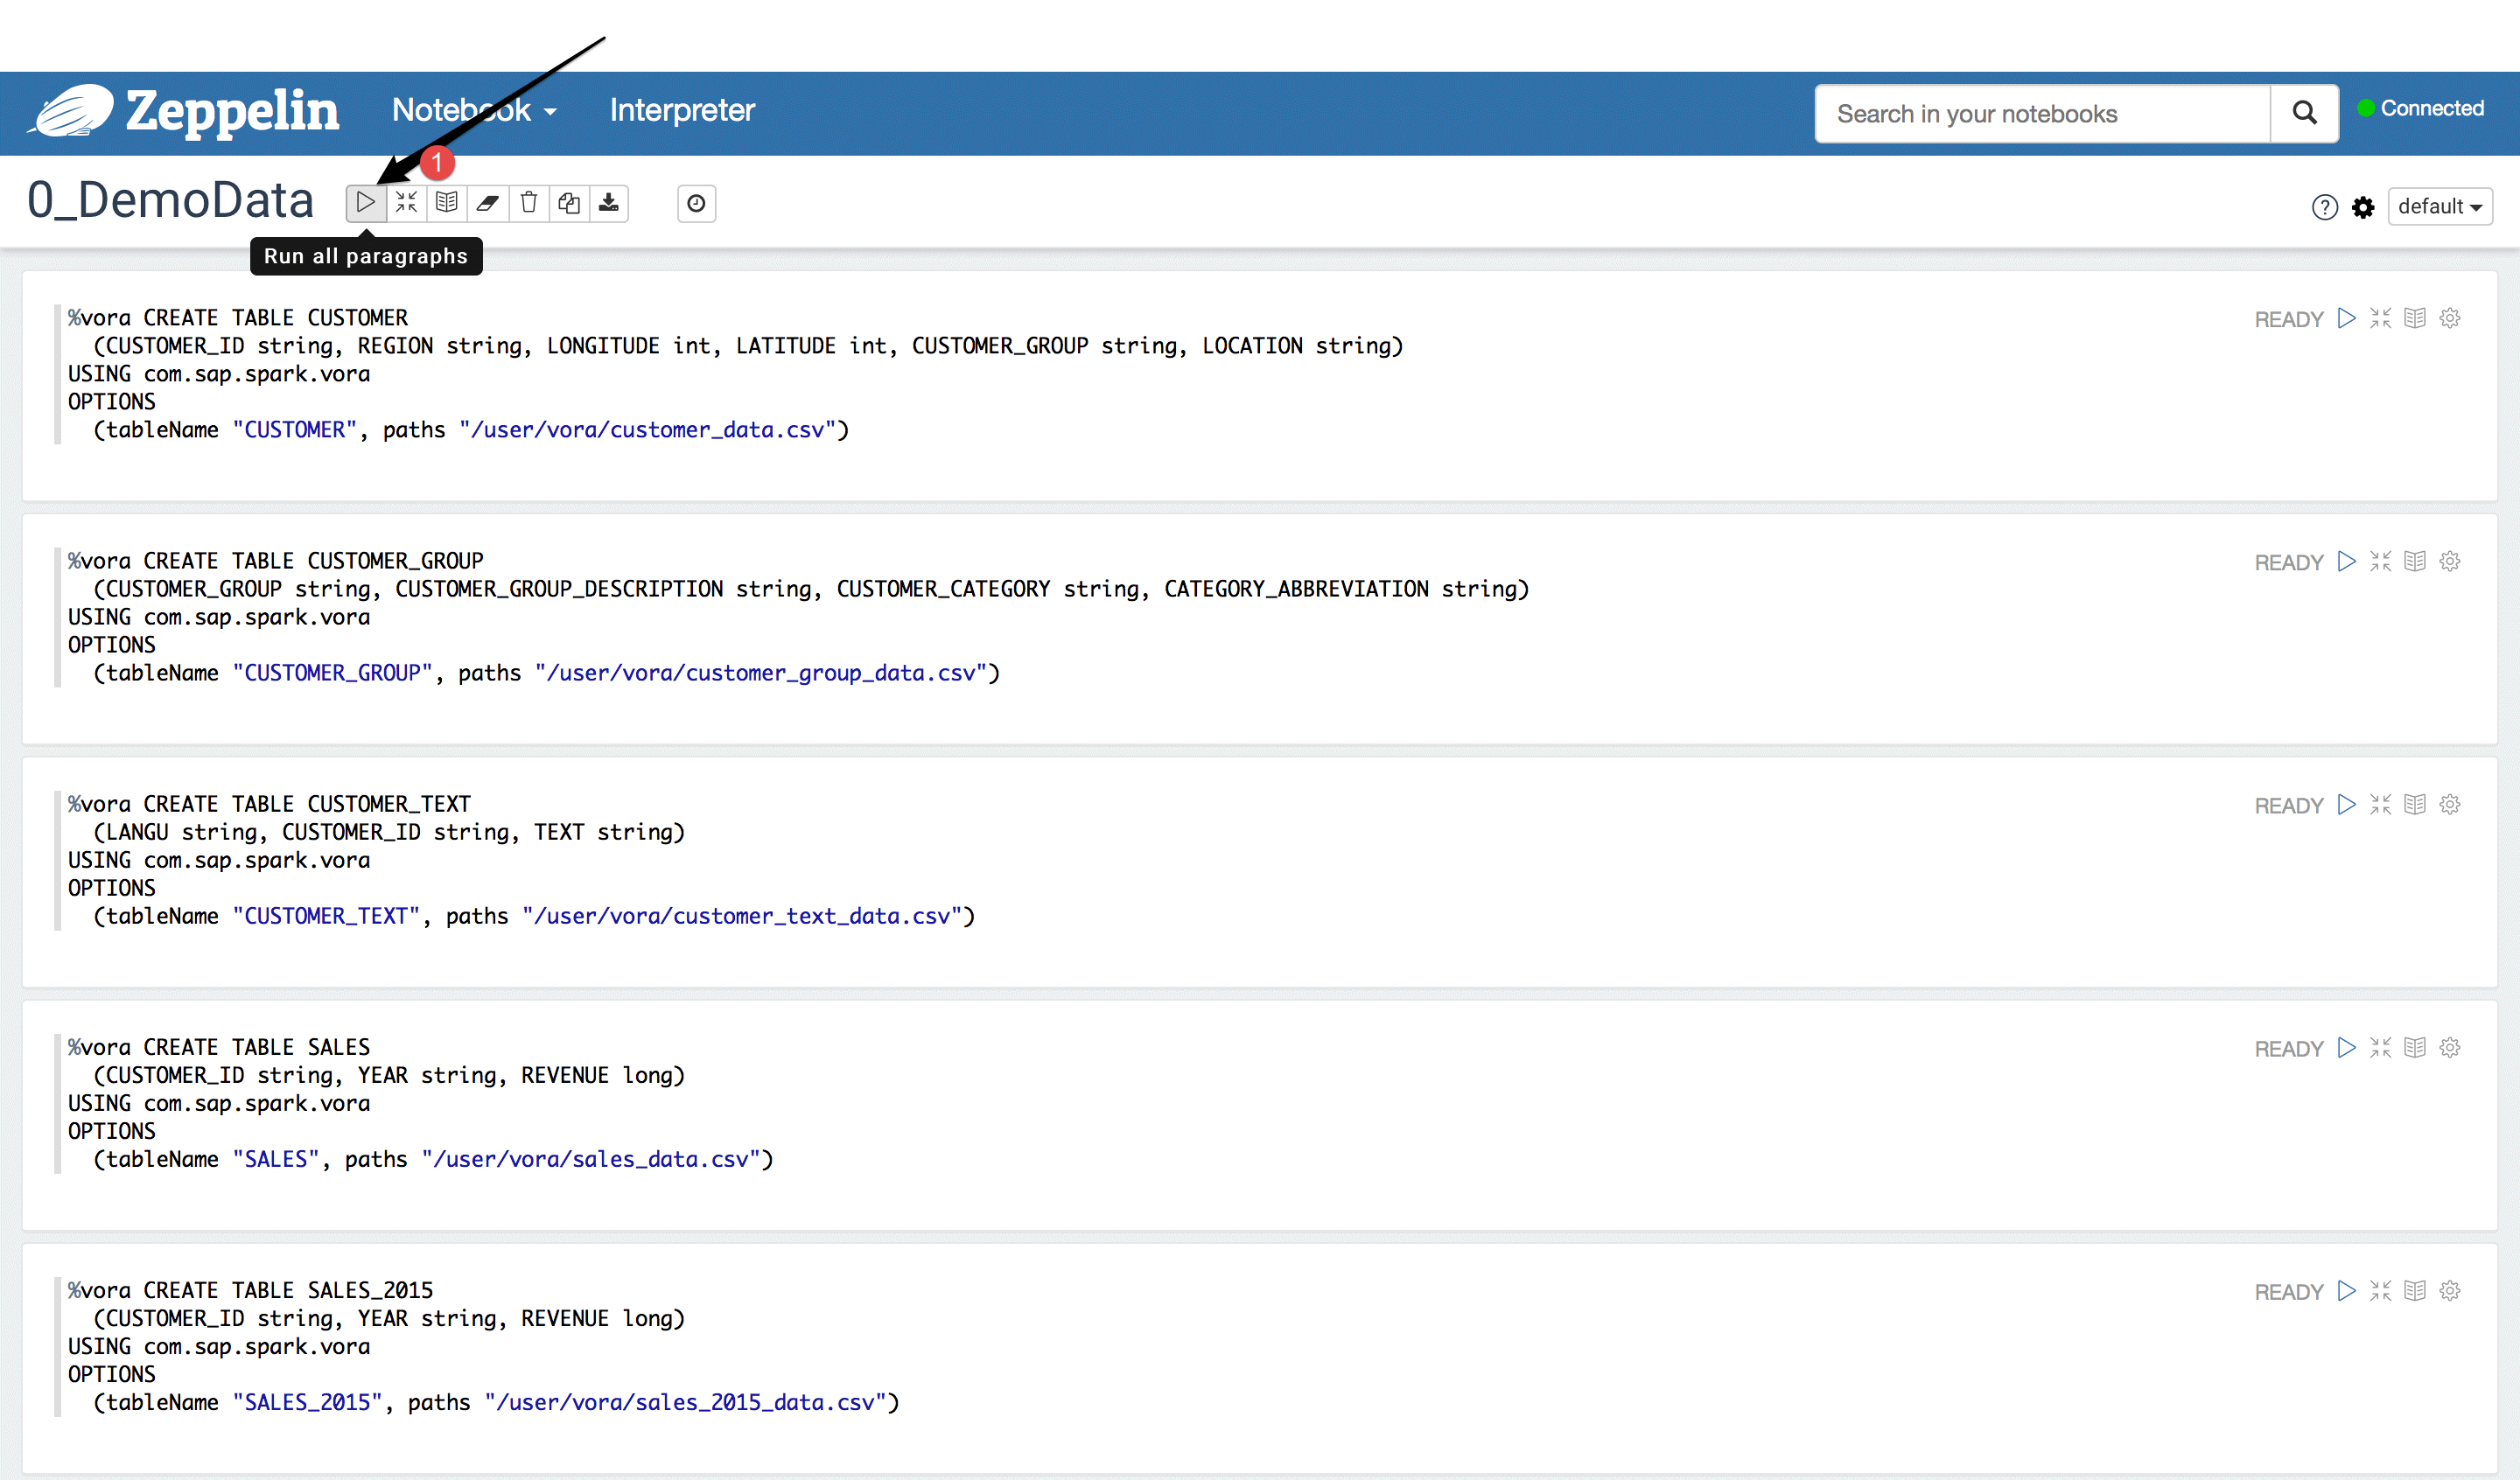 Zeppelin Notebook Interpreter Search in your notebooks Connected
1
0_DemoData default
Run all paragraphs
%vora CREATE TABLE CUSTOMER READY
(CUSTOMER_ID string, REGION string, LONGITUDE int, LATITUDE int, CUSTOMER_GROUP string, LOCATION string)
USING com.sap.spark.vora
OPTIONS
(tableName "CUSTOMER", paths "/user/vora/customer_data.csv")
%vora CREATE TABLE CUSTOMER_GROUP READY
(CUSTOMER_GROUP string, CUSTOMER_GROUP_DESCRIPTION string, CUSTOMER_CATEGORY string, CATEGORY_ABBREVIATION string)
USING com.sap.spark.vora
OPTIONS
(tableName "CUSTOMER_GROUP", paths "/user/vora/customer_group_data.csv")
%vora CREATE TABLE CUSTOMER_TEXT READY
(LANGU string, CUSTOMER_ID string, TEXT string)
USING com.sap.spark.vora
OPTIONS
(tableName "CUSTOMER_TEXT", paths "/user/vora/customer_text_data.csv")
%vora CREATE TABLE SALES READY
(CUSTOMER_ID string, YEAR string, REVENUE long)
USING com.sap.spark.vora
OPTIONS
(tableName "SALES", paths "/user/vora/sales_data.csv")
%vora CREATE TABLE SALES_2015 READY
(CUSTOMER_ID string, YEAR string, REVENUE long)
USING com.sap.spark.vora
OPTIONS
(tableName "SALES_2015", paths "/user/vora/sales_2015_data.csv")